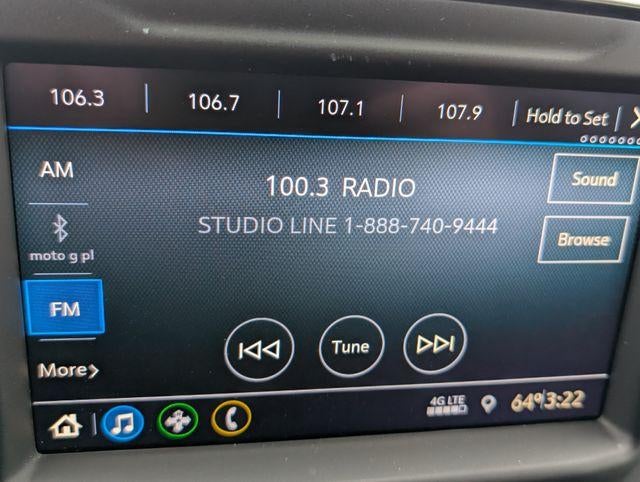 106.3 106.7 107.1 107.9 Hold to Set
AM
Sound
100.3 RADIO
STUDIO LINE 1-888-740-9444
moto g pl
Browse
FM
Tune
More
4G LTE
64° 3:22